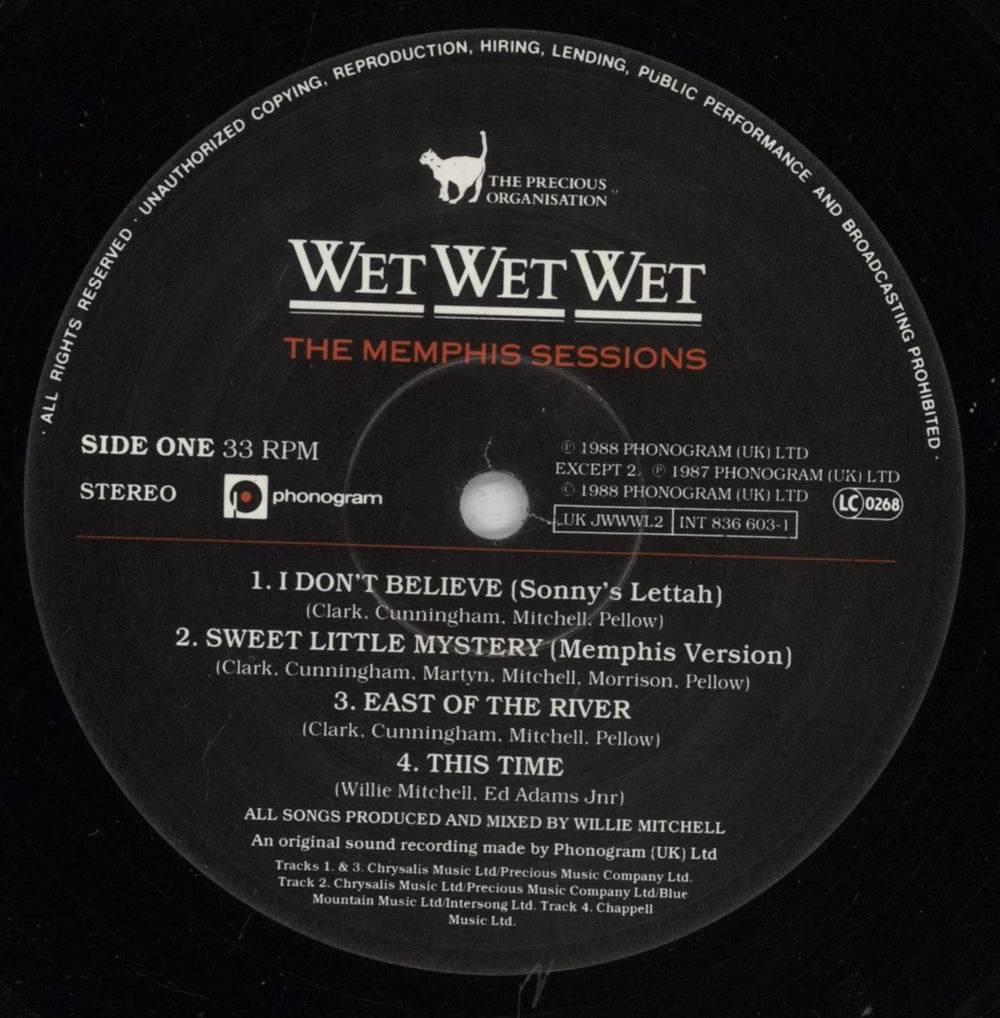 · ALL RIGHTS RESERVED · UNAUTHORIZED COPYING, REPRODUCTION, HIRING, LENDING, PUBLIC PERFORMANCE AND BROADCASTING PROHIBITED ·
THE PRECIOUS
ORGANISATION
WET WET WET
THE MEMPHIS SESSIONS
SIDE ONE 33 RPM
STEREO
phonogram
℗ 1988 PHONOGRAM (UK) LTD
EXCEPT 2. ℗ 1987 PHONOGRAM (UK) LTD
© 1988 PHONOGRAM (UK) LTD
LC 0268
UK JWWWL2 INT 836 603-1
1. I DON'T BELIEVE (Sonny's Lettah)
(Clark, Cunningham, Mitchell, Pellow)
2. SWEET LITTLE MYSTERY (Memphis Version)
(Clark, Cunningham, Martyn, Mitchell, Morrison, Pellow)
3. EAST OF THE RIVER
(Clark, Cunningham, Mitchell, Pellow)
4. THIS TIME
(Willie Mitchell, Ed Adams Jnr)
ALL SONGS PRODUCED AND MIXED BY WILLIE MITCHELL
An original sound recording made by Phonogram (UK) Ltd
Tracks 1. & 3. Chrysalis Music Ltd/Precious Music Company Ltd.
Track 2. Chrysalis Music Ltd/Precious Music Company Ltd/Blue
Mountain Music Ltd/Intersong Ltd. Track 4. Chappell
Music Ltd.